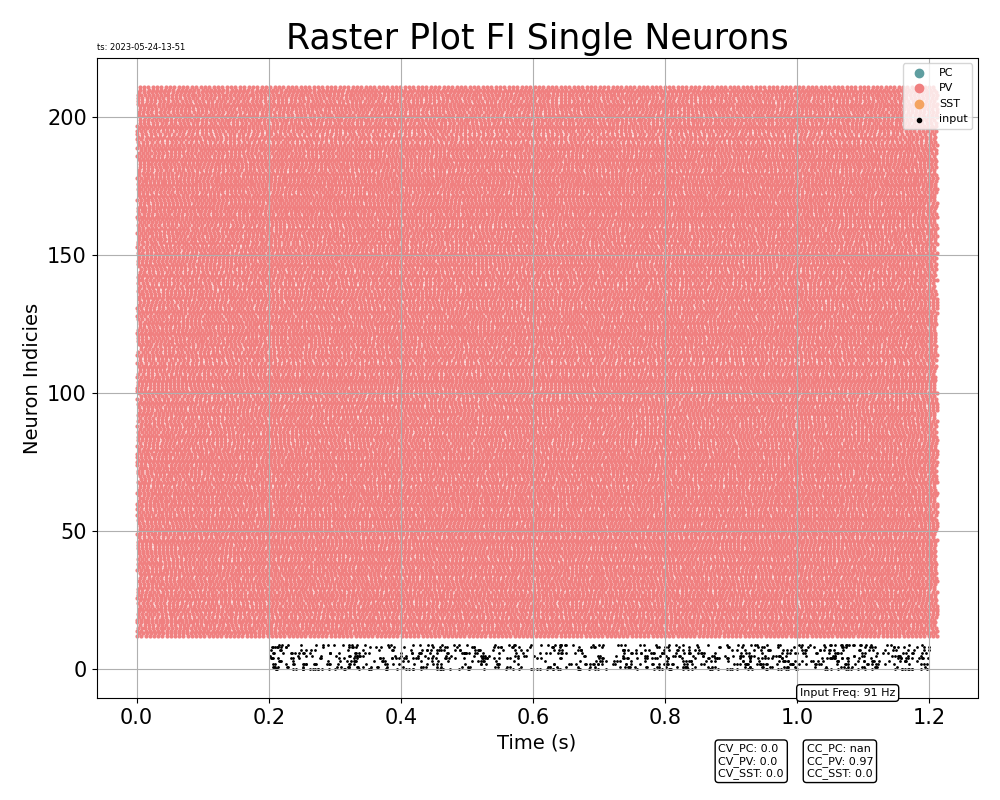 Raster Plot FI Single Neurons
ts: 2023-05-24-13-51
PC
PV
SST
input
200
150
100
50
0
Neuron Indicies
0.0 0.2 0.4 0.6 0.8 1.0 1.2
Input Freq: 91 Hz
Time (s)
CV_PC: 0.0
CV_PV: 0.0
CV_SST: 0.0
CC_PC: nan
CC_PV: 0.97
CC_SST: 0.0